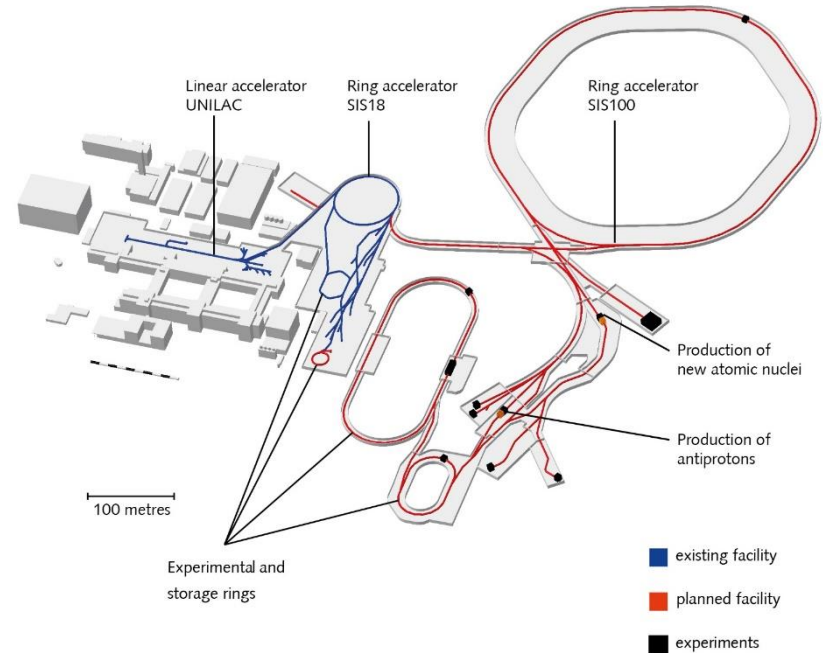 Linear accelerator
UNILAC
Ring accelerator
SIS18
Ring accelerator
SIS100
Production of
new atomic nuclei
Production of
antiprotons
100 metres
Experimental and
storage rings
existing facility
planned facility
experiments